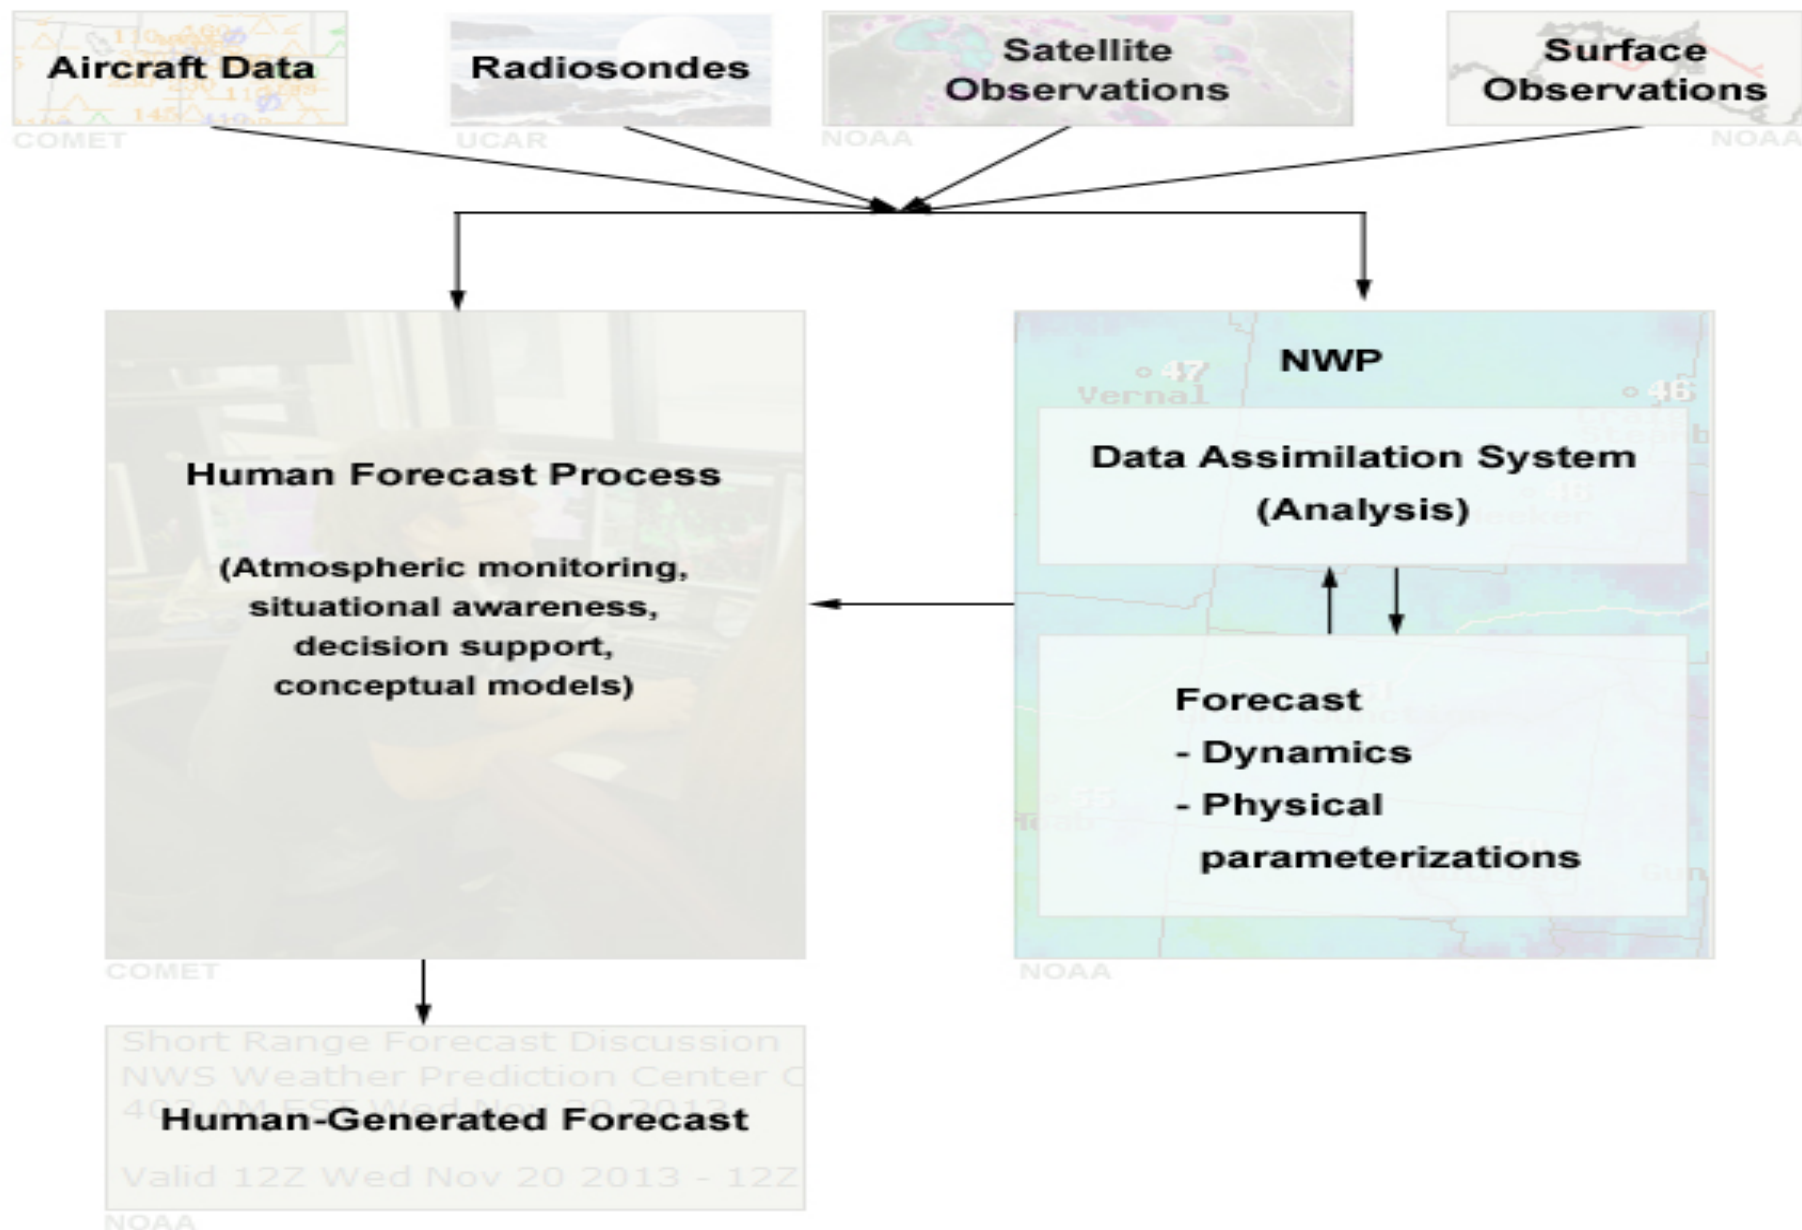 Aircraft Data
Radiosondes
Satellite
Observations
Surface
Observations
COMET
UCAR
NOAA
NOAA
Human Forecast Process
(Atmospheric monitoring,
situational awareness,
decision support,
conceptual models)
COMET
NWP
47
Vernal
46
Data Assimilation System
(Analysis)
Forecast
- Dynamics
- Physical
parameterizations
NOAA
Short Range Forecast Discussion
NWS Weather Prediction Center C
Human-Generated Forecast
Valid 12Z Wed Nov 20 2013 - 12Z
NOAA